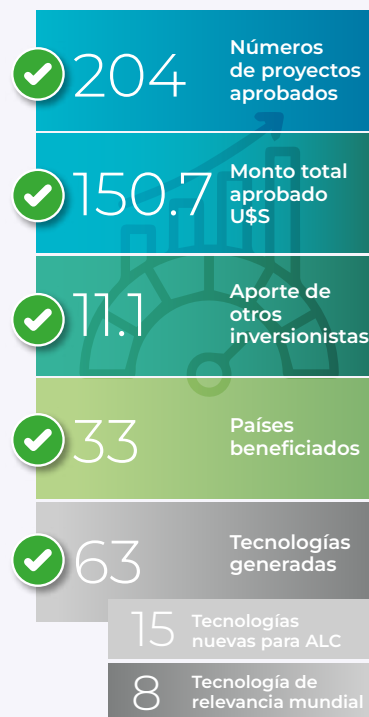 204
Números
de proyectos
aprobados
150.7
Monto total
aprobado
U$S
11.1
Aporte de
otros
inversionistas
33
Países
beneficiados
63
Tecnologías
generadas
15
Tecnologías
nuevas para ALC
8
Tecnología de
relevancia mundial